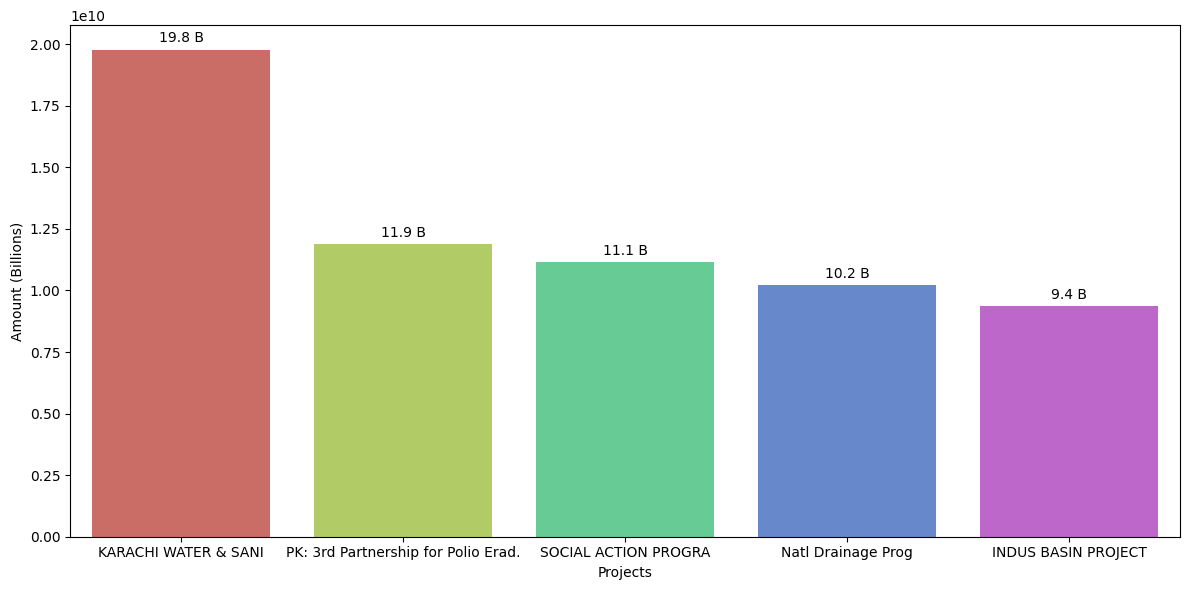 1e10
2.00
1.75
1.50
1.25
1.00
0.75
0.50
0.25
0.00
Amount (Billions)
19.8 B
11.9 B
11.1 B
10.2 B
9.4 B
KARACHI WATER & SANI
PK: 3rd Partnership for Polio Erad.
SOCIAL ACTION PROGRA
Natl Drainage Prog
INDUS BASIN PROJECT
Projects